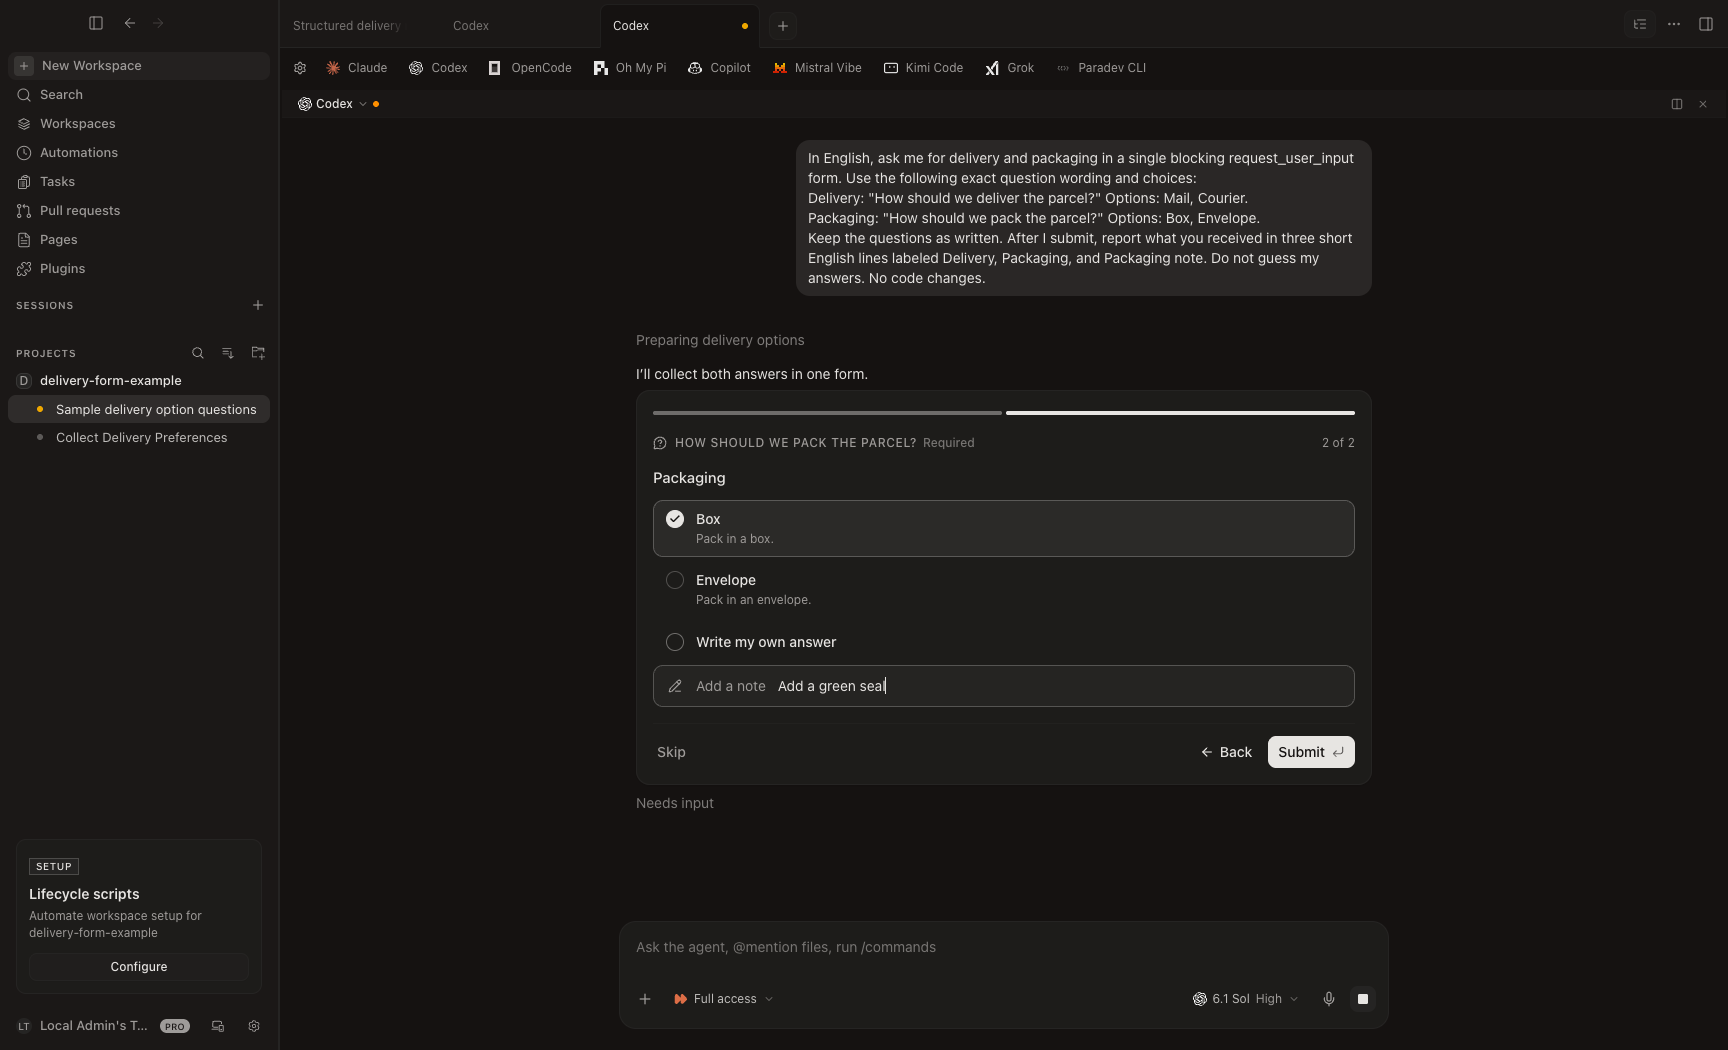 Structured delivery
Codex
Codex
New Workspace
Search
Workspaces
Automations
Tasks
Pull requests
Pages
Plugins
SESSIONS
PROJECTS
D delivery-form-example
Sample delivery option questions
Collect Delivery Preferences
SETUP
Lifecycle scripts
Automate workspace setup for
delivery-form-example
Configure
LT Local Admin's T... PRO
Claude
Codex
OpenCode
Oh My Pi
Copilot
Mistral Vibe
Kimi Code
Grok
Paradev CLI
Codex
In English, ask me for delivery and packaging in a single blocking request_user_input
form. Use the following exact question wording and choices:
Delivery: "How should we deliver the parcel?" Options: Mail, Courier.
Packaging: "How should we pack the parcel?" Options: Box, Envelope.
Keep the questions as written. After I submit, report what you received in three short
English lines labeled Delivery, Packaging, and Packaging note. Do not guess my
answers. No code changes.
Preparing delivery options
I'll collect both answers in one form.
HOW SHOULD WE PACK THE PARCEL? Required
2 of 2
Packaging
Box
Pack in a box.
Envelope
Pack in an envelope.
Write my own answer
Add a note Add a green seal
Skip
Back
Submit
Needs input
Ask the agent, @mention files, run /commands
Full access
6.1 Sol High